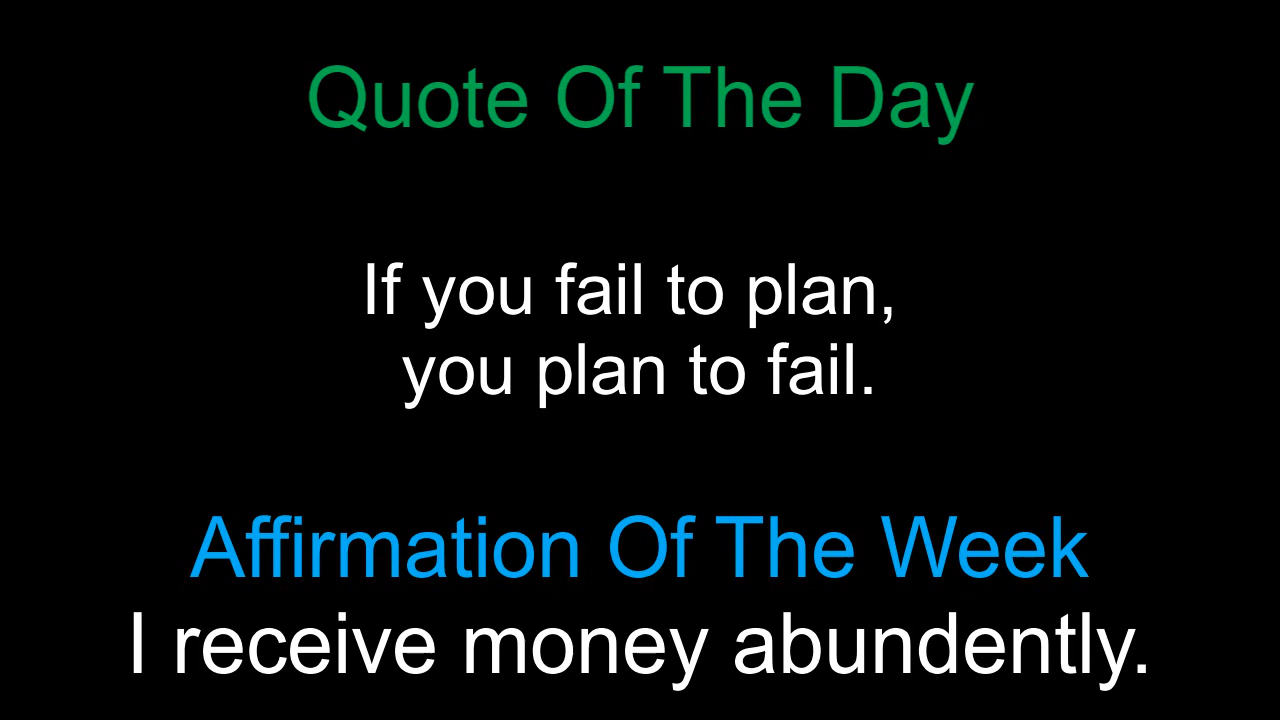 Quote Of The Day
If you fail to plan,
you plan to fail.
Affirmation Of The Week
I receive money abundently.